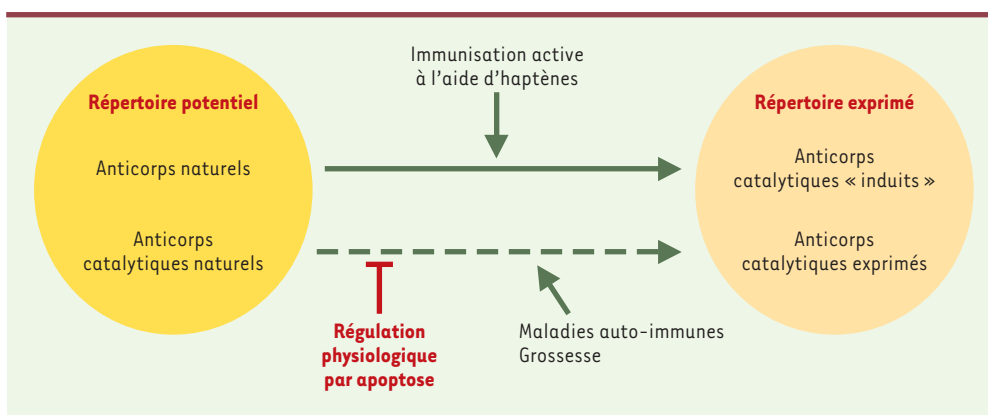 Immunisation active
à l'aide d'haptènes
Répertoire potentiel
Anticorps naturels
Anticorps
catalytiques naturels
Répertoire exprimé
Anticorps
catalytiques « induits »
Anticorps
catalytiques exprimés
Régulation
physiologique
par apoptose
Maladies auto-immunes
Grossesse